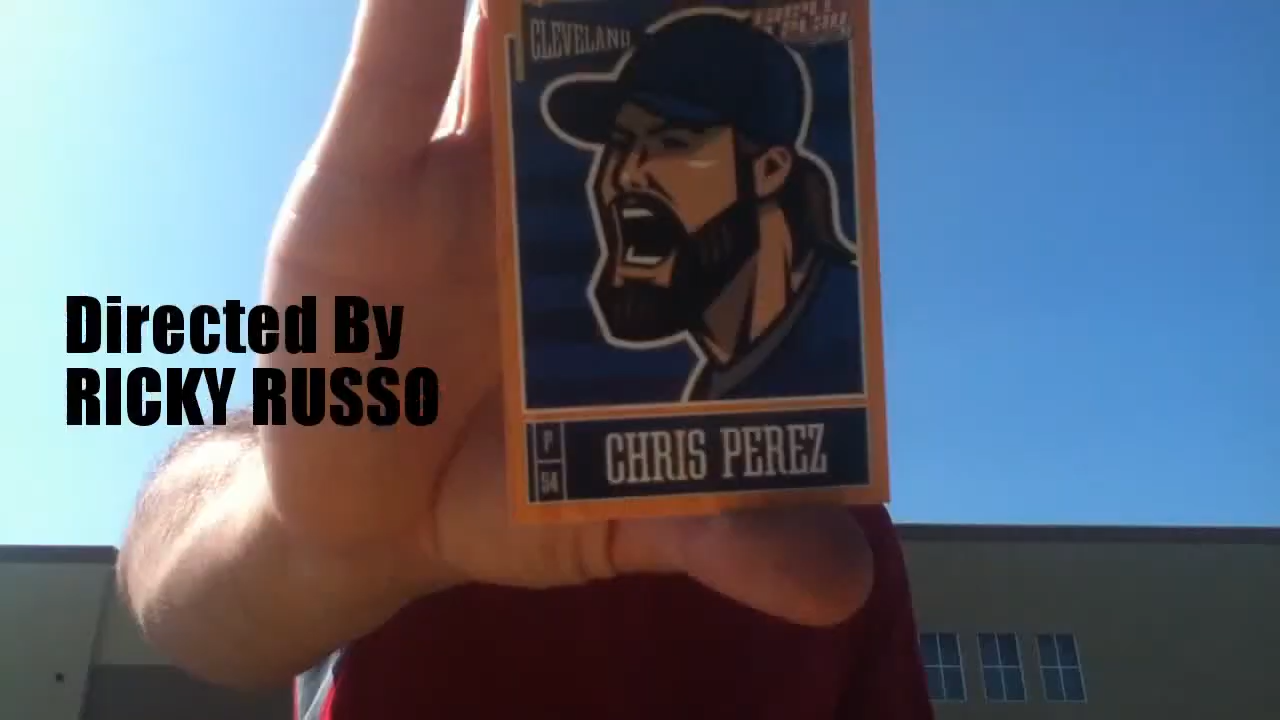 CLEVELAND
Directed By
RICKY RUSSO
P
54
CHRIS PEREZ